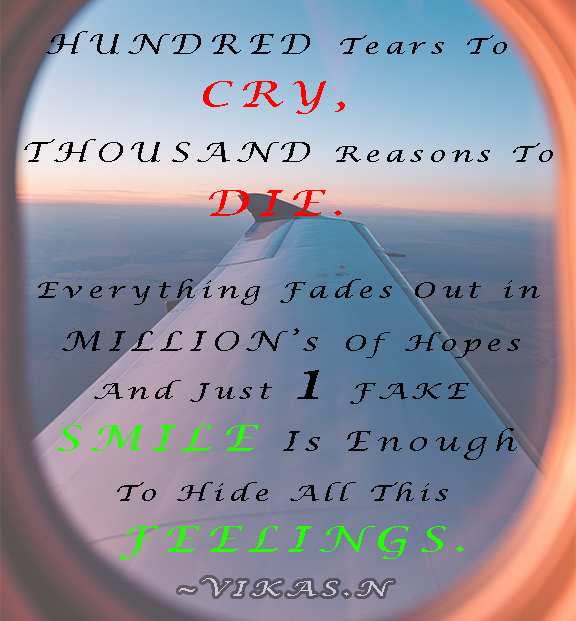 HUNDRED Tears To
CRY,
THOUSAND Reasons To
DIE.
Everything Fades Out in
MILLION's Of Hopes
And Just 1 FAKE
SMILE Is Enough
To Hide All This
FEELINGS.
~VIKAS.N